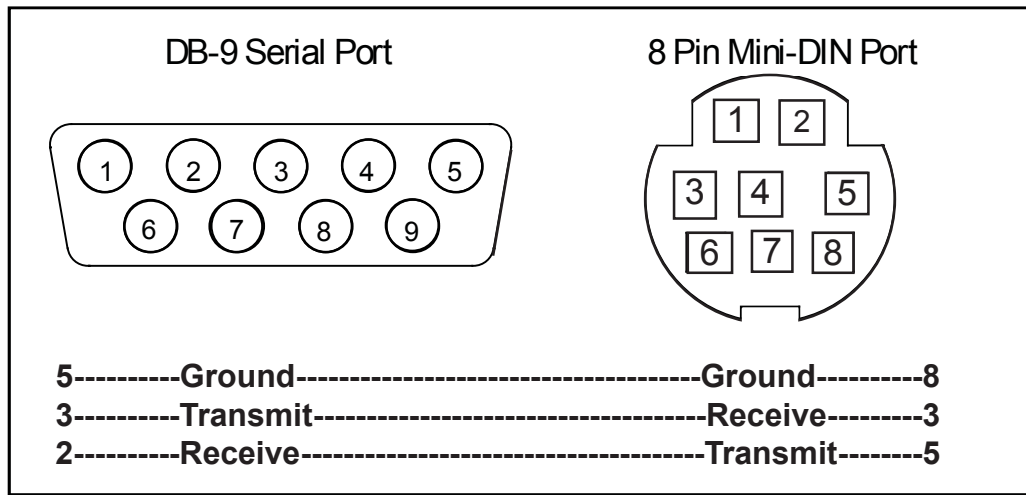 DB-9 Serial Port
8 Pin Mini-DIN Port
1 2 3 4 5
6 7 8 9
1 2
3 4 5
6 7 8
5----------Ground--------------------------------------Ground----------8
3----------Transmit-------------------------------------Receive---------3
2----------Receive--------------------------------------Transmit--------5